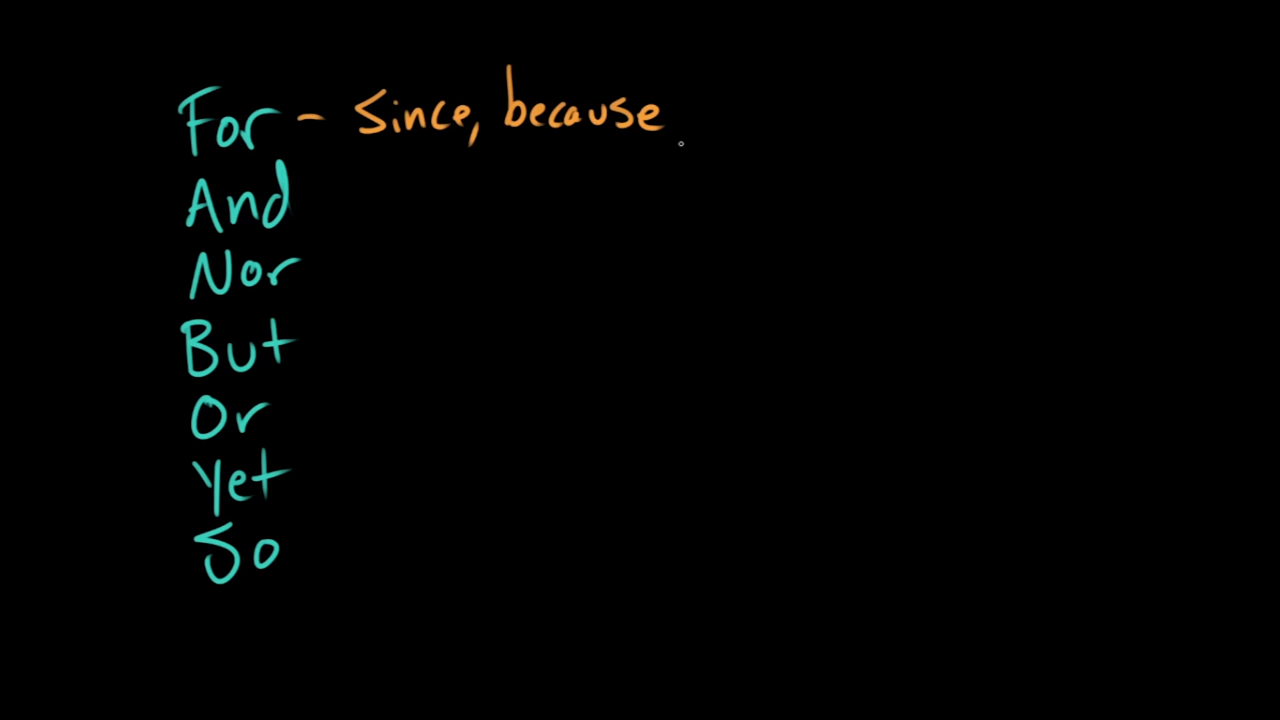 For - Since, because
And
Nor
But
Or
Yet
So